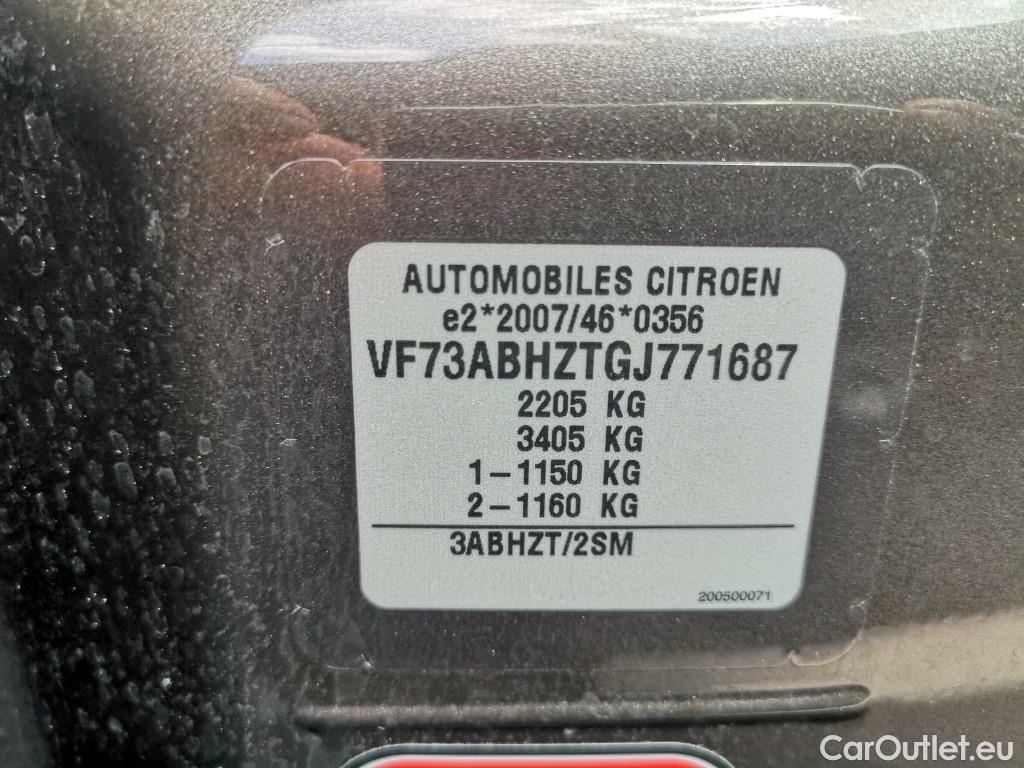 AUTOMOBILES CITROEN
e2*2007/46*0356
VF73ABHZTGJ771687
2205 KG
3405 KG
1-1150 KG
2-1160 KG
3ABHZT/2SM
200500071
CarOutlet.eu